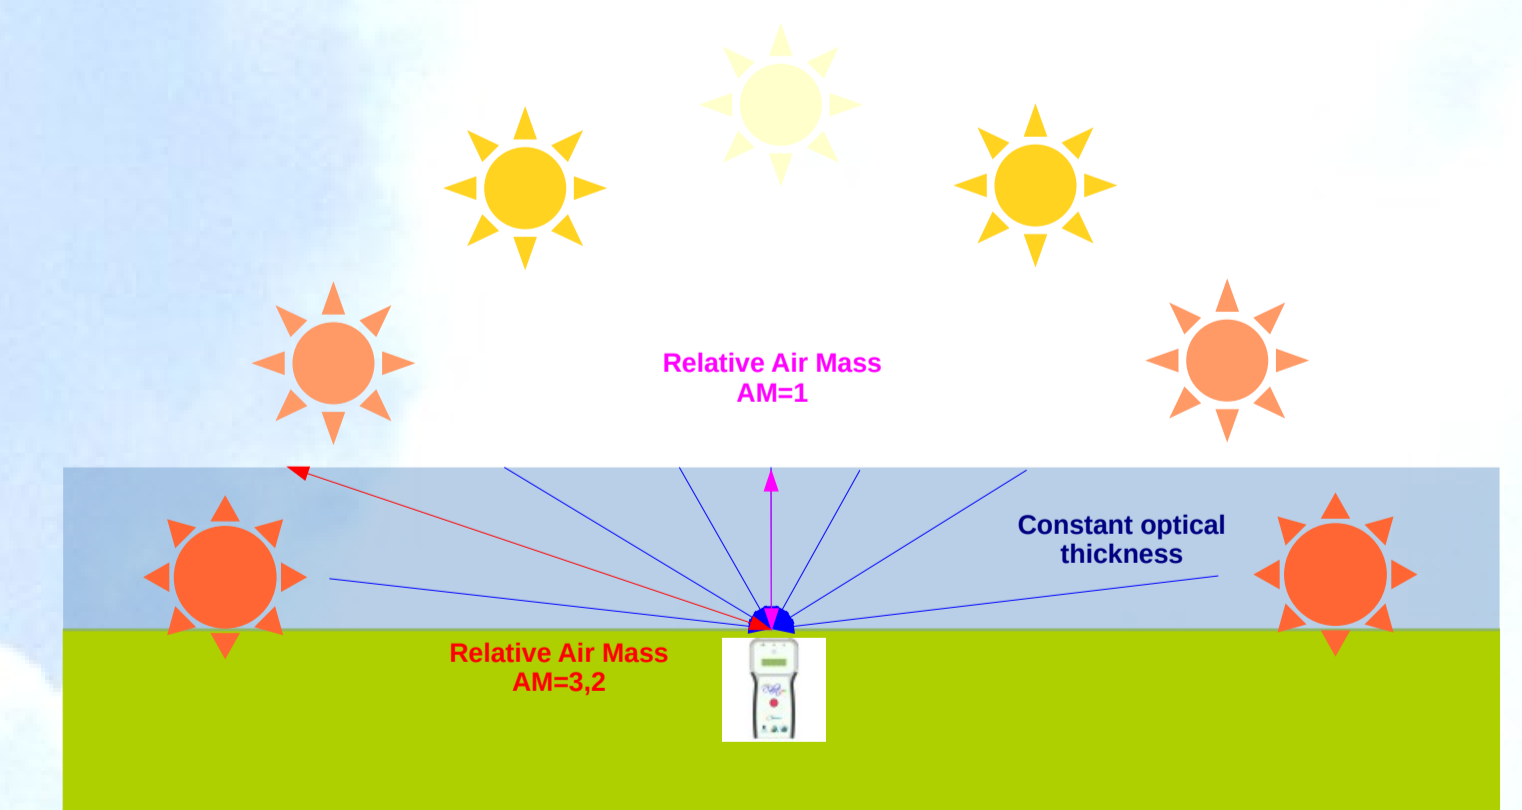 Relative Air Mass
AM=1
Constant optical
thickness
Relative Air Mass
AM=3,2